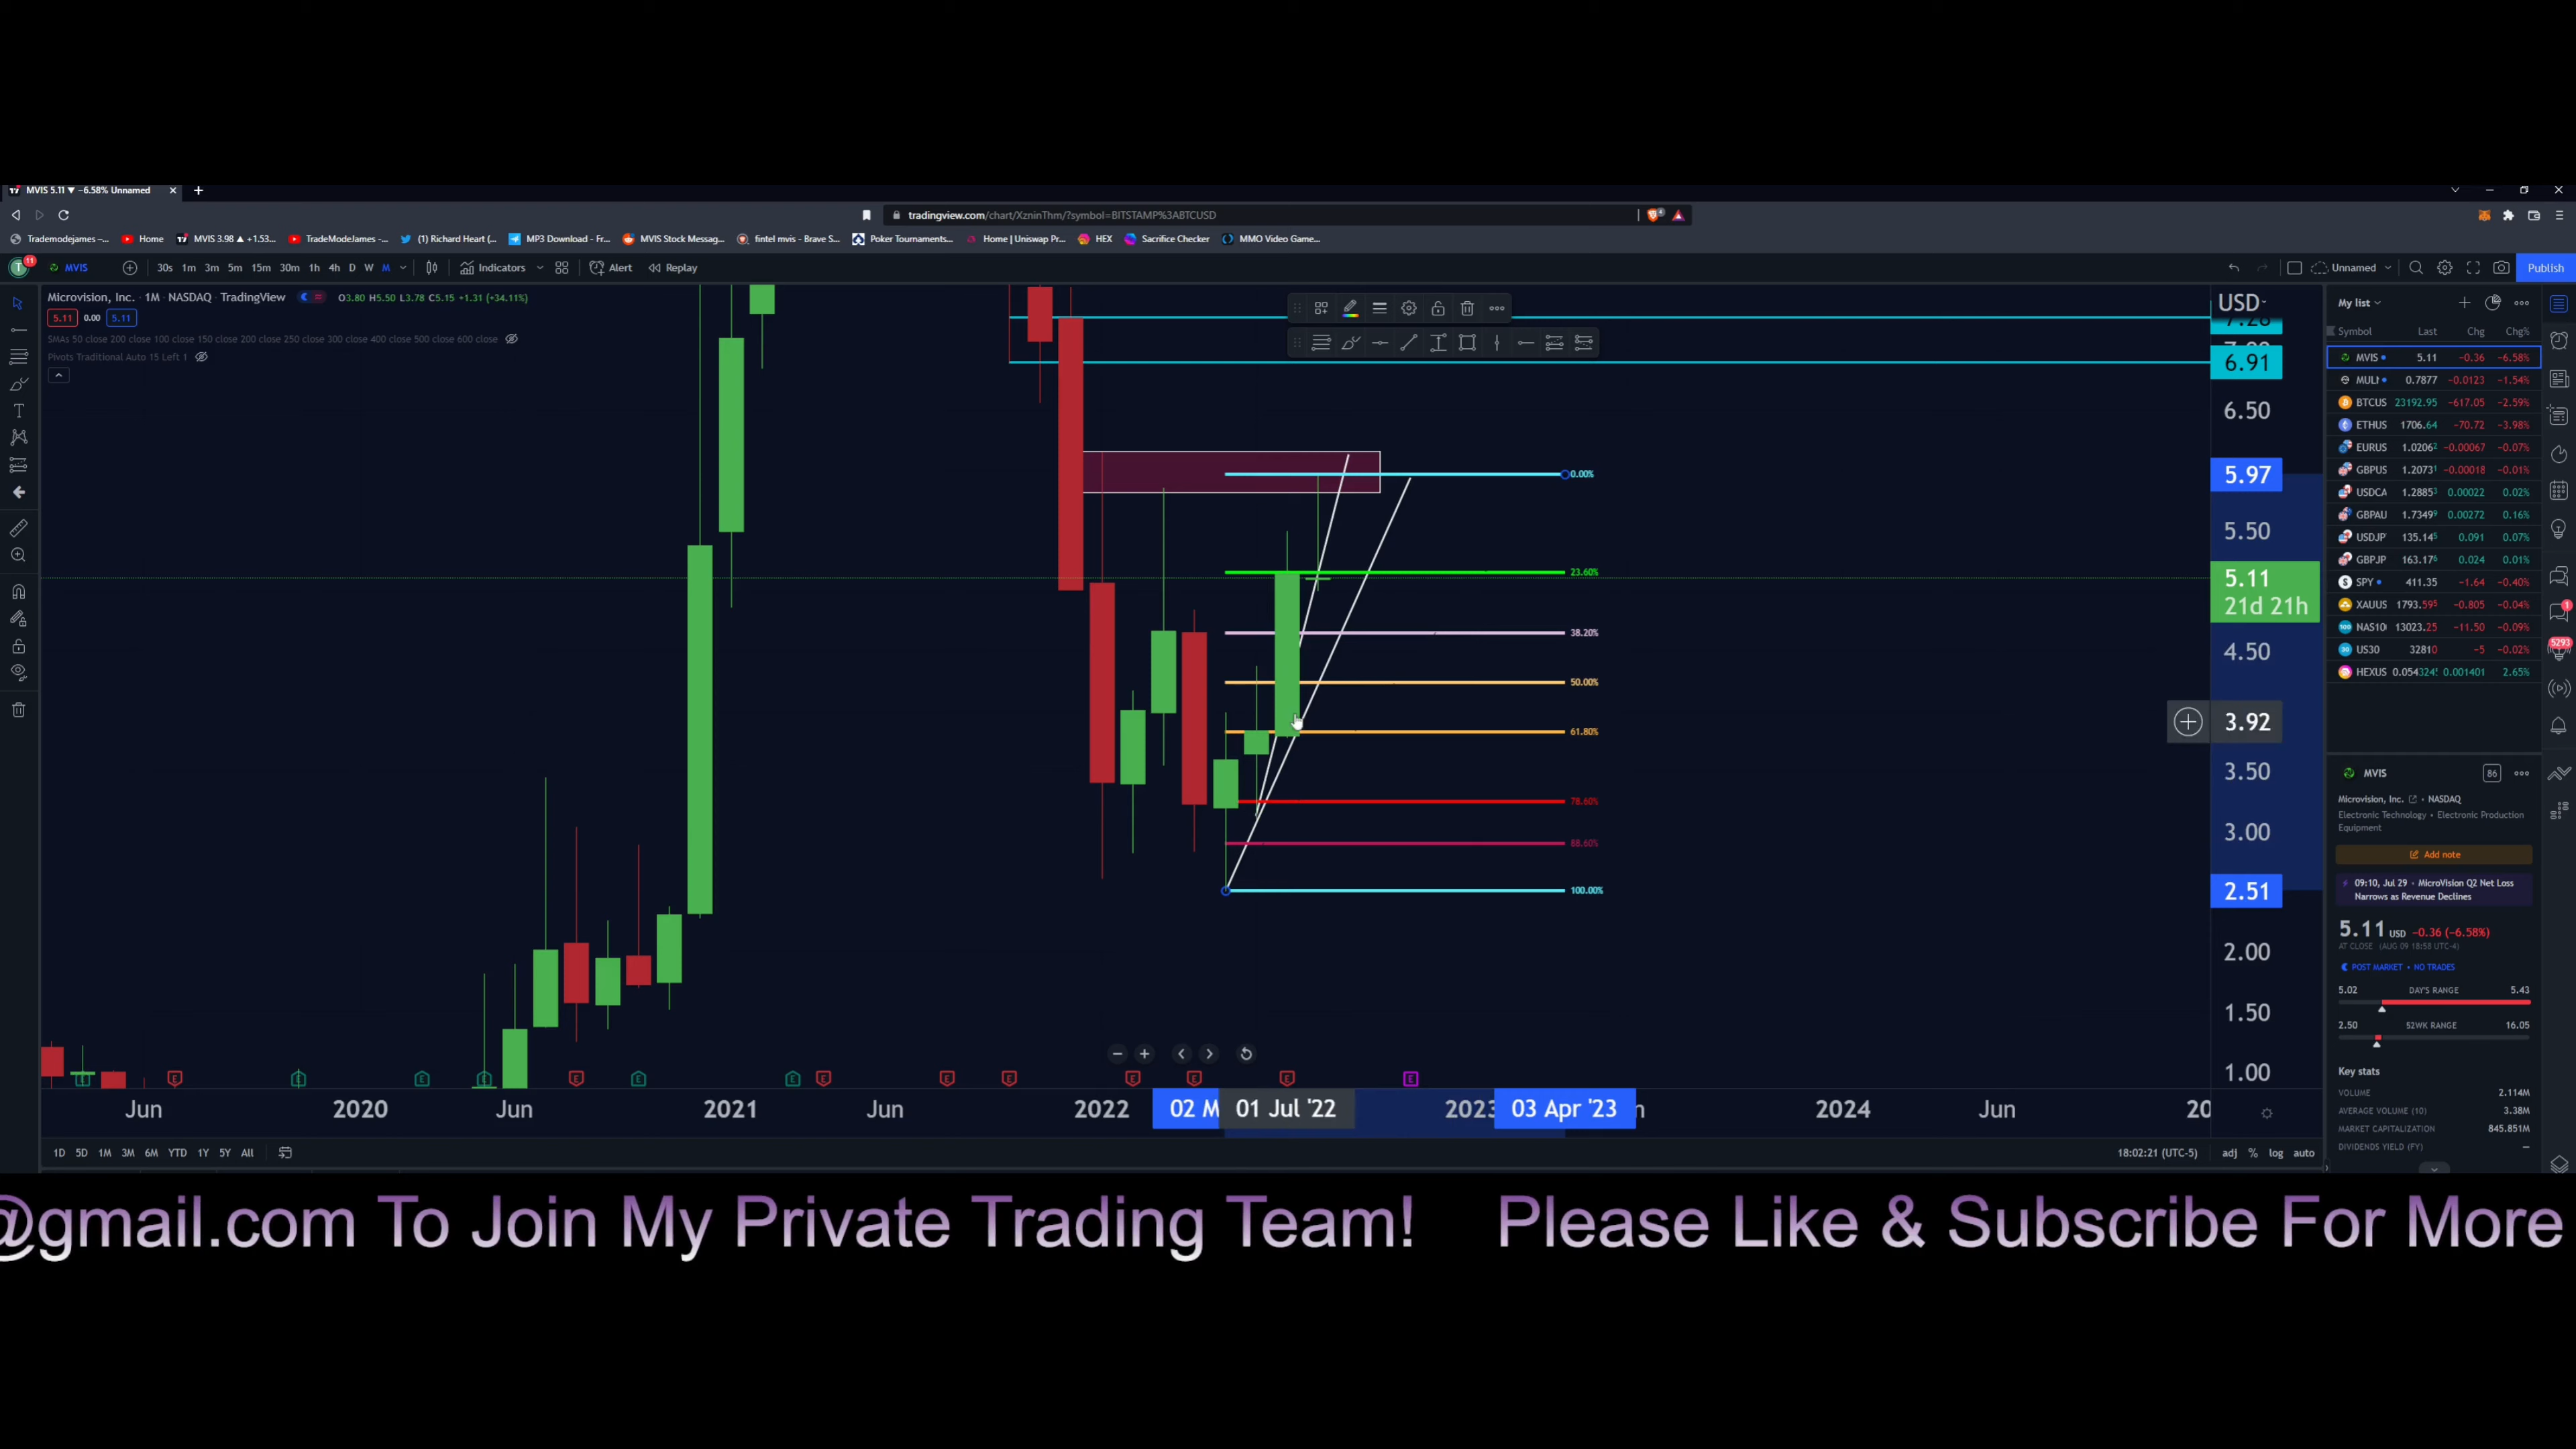 MVIS 5.11 ▼ −6.58% Unnamed
tradingview.com/chart/XzninThm/?symbol=BITSTAMP%3ABTCUSD
Trademodejames –... Home MVIS 3.98 ▲ +1.53... TradeModeJames -... (1) Richard Heart (... MP3 Download - Fr... MVIS Stock Messag... fintel mvis - Brave S... Poker Tournaments... Home | Uniswap Pr... HEX Sacrifice Checker MMO Video Game...
T 11 MVIS 30s 1m 3m 5m 15m 30m 1h 4h D W M Indicators Alert Replay Unnamed Publish
Microvision, Inc. · 1M · NASDAQ · TradingView O3.80 H5.50 L3.78 C5.15 +1.31 (+34.11%)
5.11 0.00 5.11
SMAs 50 close 200 close 100 close 150 close 200 close 250 close 300 close 400 close 500 close 600 close
Pivots Traditional Auto 15 Left 1
0.00%
23.60%
38.20%
50.00%
61.80%
78.60%
88.60%
100.00%
USD
6.91
6.50
5.97
5.50
5.11
21d 21h
4.50
3.92
3.50
3.00
2.51
2.00
1.50
1.00
Jun 2020 Jun 2021 Jun 2022 02 M 01 Jul '22 2023 03 Apr '23 2024 Jun 20
1D 5D 1M 3M 6M YTD 1Y 5Y All
18:02:21 (UTC-5) adj % log auto
My list
Symbol Last Chg Chg%
MVIS 5.11 −0.36 −6.58%
MULN 0.7877 −0.0123 −1.54%
BTCUS 23192.95 −617.05 −2.59%
ETHUS 1706.64 −70.72 −3.98%
EURUS 1.02062 −0.00067 −0.07%
GBPUS 1.20731 −0.00018 −0.01%
USDCA 1.28853 0.00022 0.02%
GBPAU 1.73499 0.00272 0.16%
USDJP 135.145 0.091 0.07%
GBPJP 163.176 0.024 0.01%
SPY 411.35 −1.64 −0.40%
XAUUS 1793.595 −0.805 −0.04%
NAS100 13023.25 −11.50 −0.09%
US30 32810 −5 −0.02%
HEXUS 0.054324 0.001401 2.65%
1
5293
MVIS 86
Microvision, Inc. • NASDAQ
Electronic Technology • Electronic Production
Equipment
Add note
09:10, Jul 29 • MicroVision Q2 Net Loss
Narrows as Revenue Declines
5.11 USD −0.36 (−6.58%)
AT CLOSE (AUG 09 18:58 UTC-4)
POST MARKET • NO TRADES
5.02 DAY'S RANGE 5.43
2.50 52WK RANGE 16.05
Key stats
VOLUME 2.114M
AVERAGE VOLUME (10) 3.38M
MARKET CAPITALIZATION 845.851M
DIVIDENDS YIELD (FY) —
@gmail.com To Join My Private Trading Team! Please Like & Subscribe For More